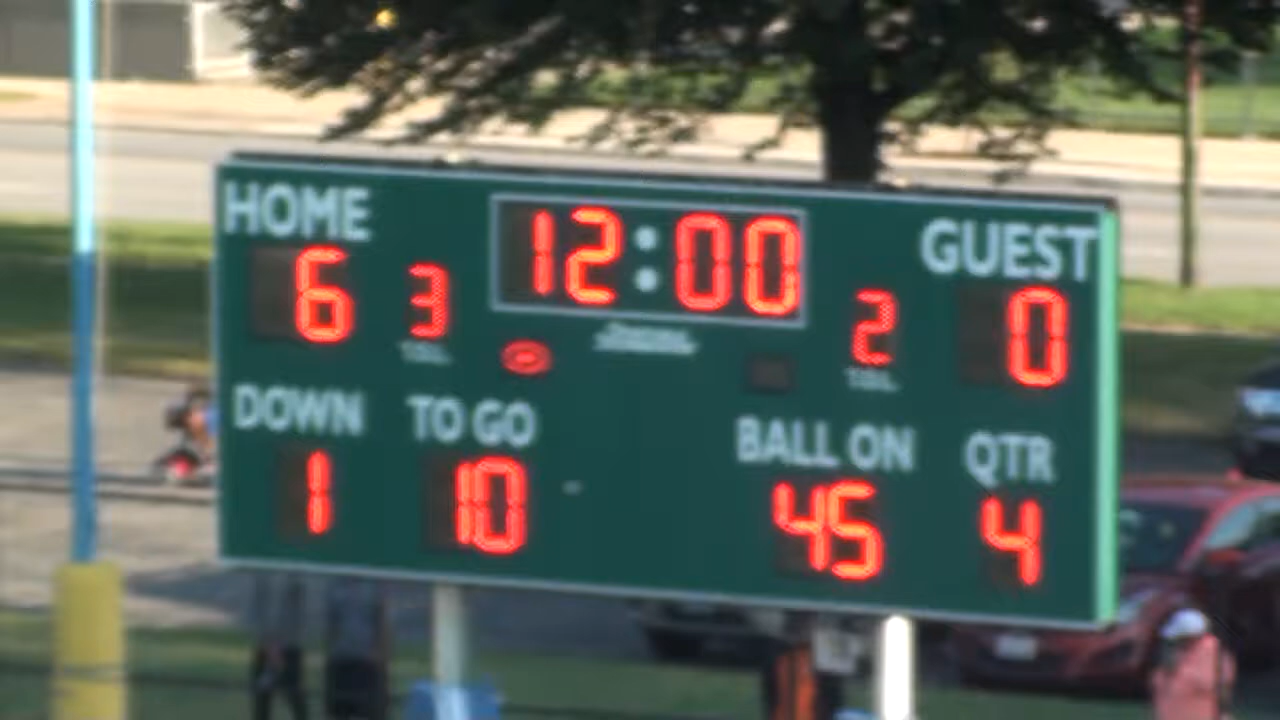 HOME 12:00 GUEST
6 3 2 0
T.O.L. T.O.L.
DOWN TO GO BALL ON QTR
1 10 45 4